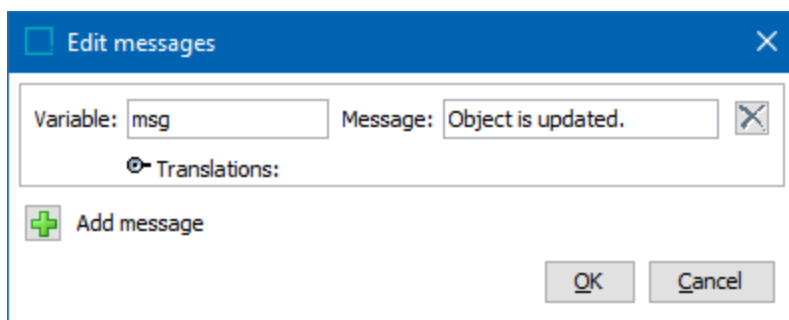 Edit messages
Variable: msg Message: Object is updated.
Translations:
Add message
OK Cancel